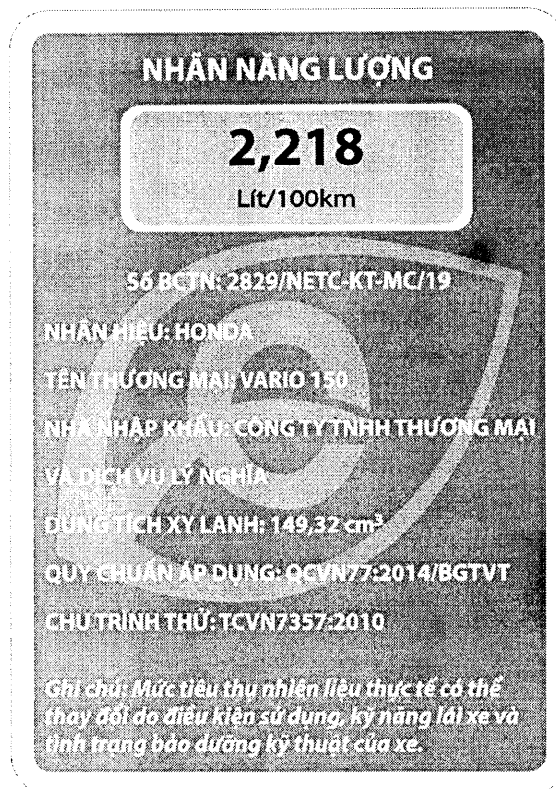 NHÃN NĂNG LƯỢNG
2,218
Lít/100km
Số BCTN: 2829/NETC-KT-MC/19
NHÃN HIỆU: HONDA
TÊN THƯƠNG MẠI: VARIO 150
NHÀ NHẬP KHẨU: CÔNG TY TNHH THƯƠNG MẠI
VÀ DỊCH VỤ LÝ NGHĨA
DUNG TÍCH XY LANH: 149,32 cm³
QUY CHUẨN ÁP DỤNG: QCVN77:2014/BGTVT
CHU TRÌNH THỬ: TCVN7357:2010
Ghi chú: Mức tiêu thụ nhiên liệu thực tế có thể
thay đổi do điều kiện sử dụng, kỹ năng lái xe và
tình trạng bảo dưỡng kỹ thuật của xe.